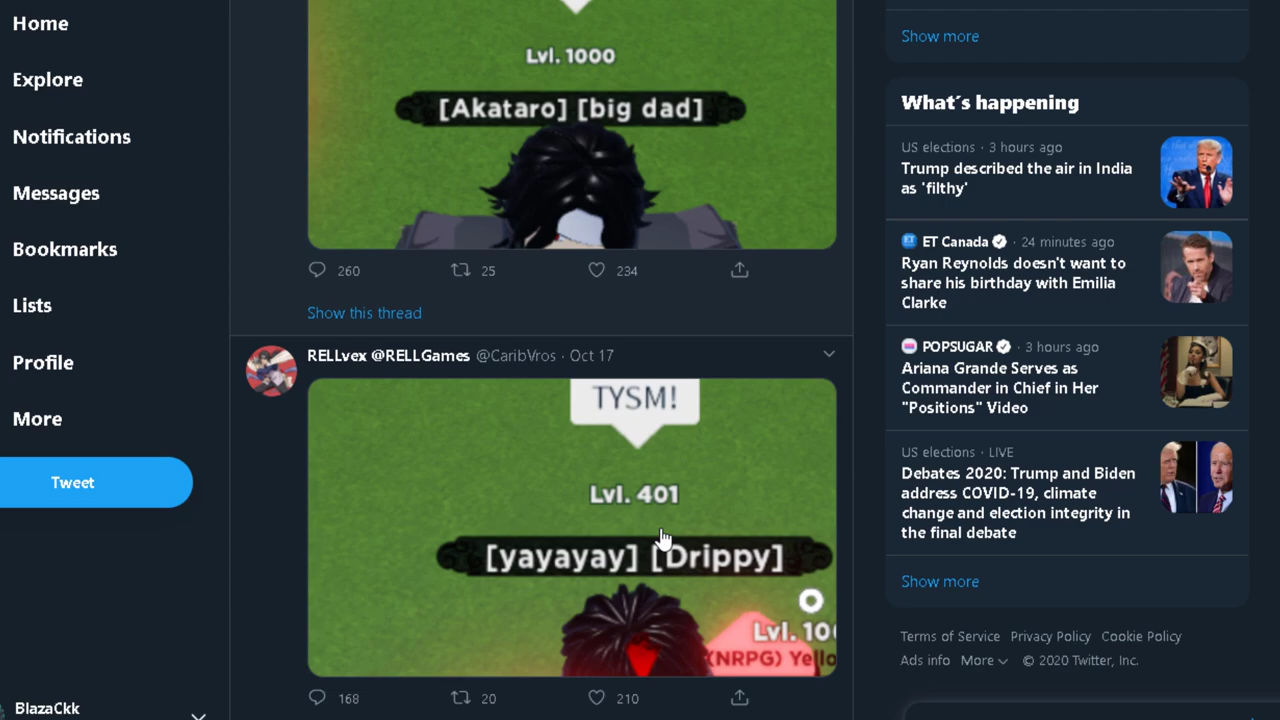 Home
Explore
Notifications
Messages
Bookmarks
Lists
Profile
More
Tweet
BlazaCkk
Lvl. 1000
[Akataro] [big dad]
260 25 234
Show this thread
RELLvex @RELLGames @CaribVros · Oct 17
TYSM!
Lvl. 401
[yayayay] [Drippy]
Lvl. 100
(NRPG) Yello
168 20 210
Show more
What´s happening
US elections · 3 hours ago
Trump described the air in India
as 'filthy'
ET Canada · 24 minutes ago
Ryan Reynolds doesn't want to
share his birthday with Emilia
Clarke
POPSUGAR · 3 hours ago
Ariana Grande Serves as
Commander in Chief in Her
"Positions" Video
US elections · LIVE
Debates 2020: Trump and Biden
address COVID-19, climate
change and election integrity in
the final debate
Show more
Terms of Service Privacy Policy Cookie Policy
Ads info More © 2020 Twitter, Inc.